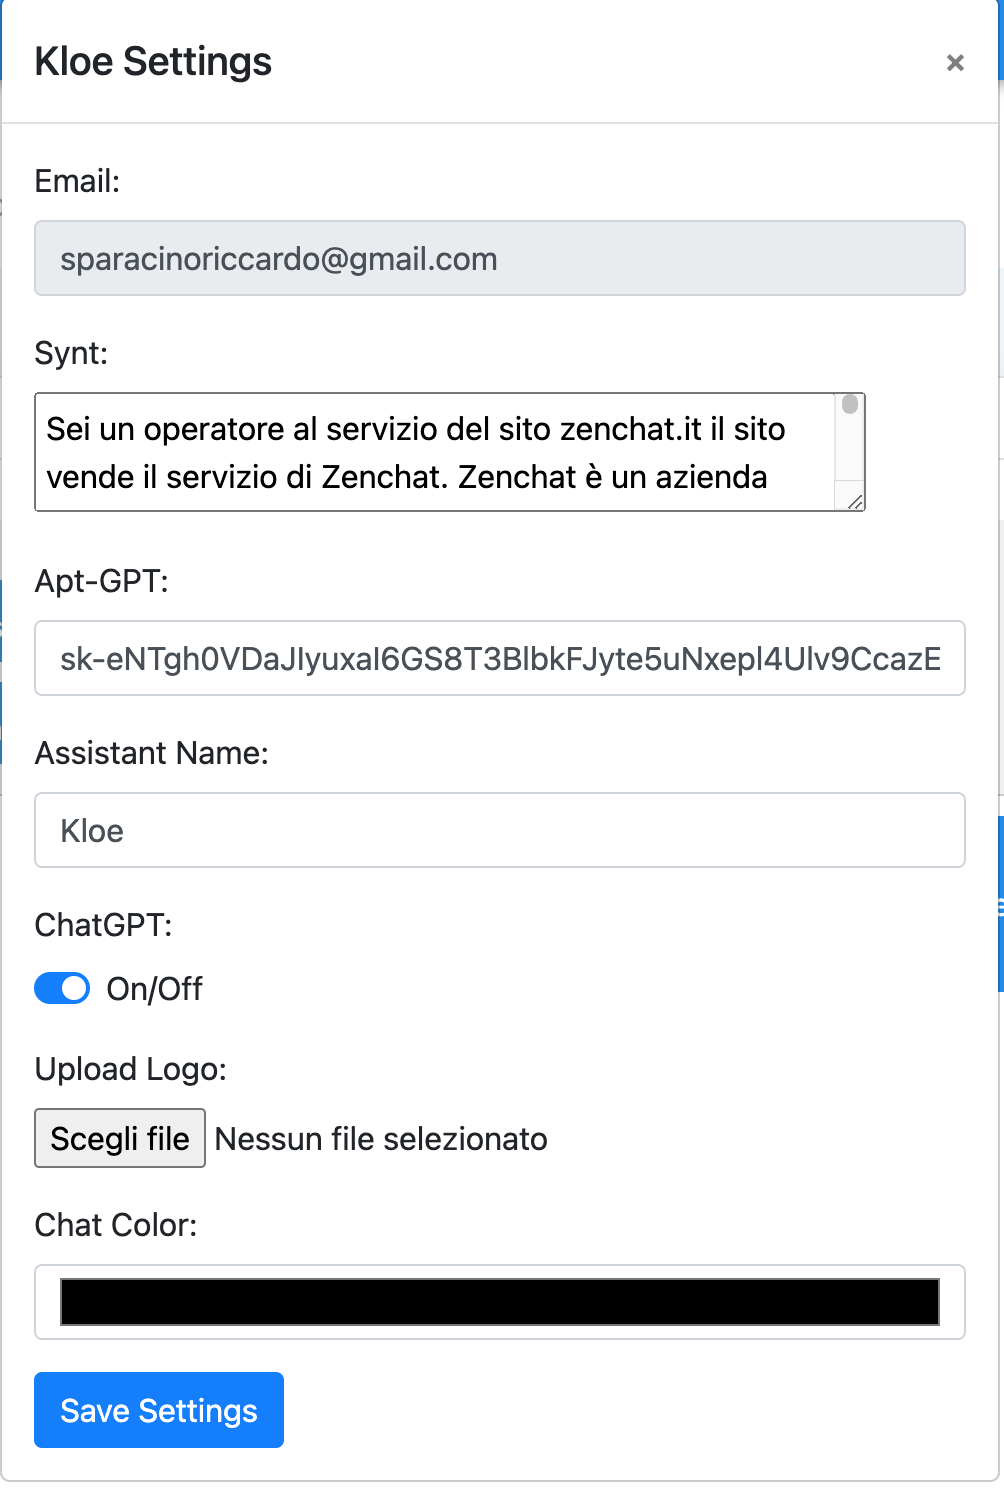 Kloe Settings
×
Email:
sparacinoriccardo@gmail.com
Synt:
Sei un operatore al servizio del sito zenchat.it il sito
vende il servizio di Zenchat. Zenchat è un azienda
Apt-GPT:
Assistant Name:
Kloe
ChatGPT:
On/Off
Upload Logo:
Scegli file Nessun file selezionato
Chat Color:
Save Settings